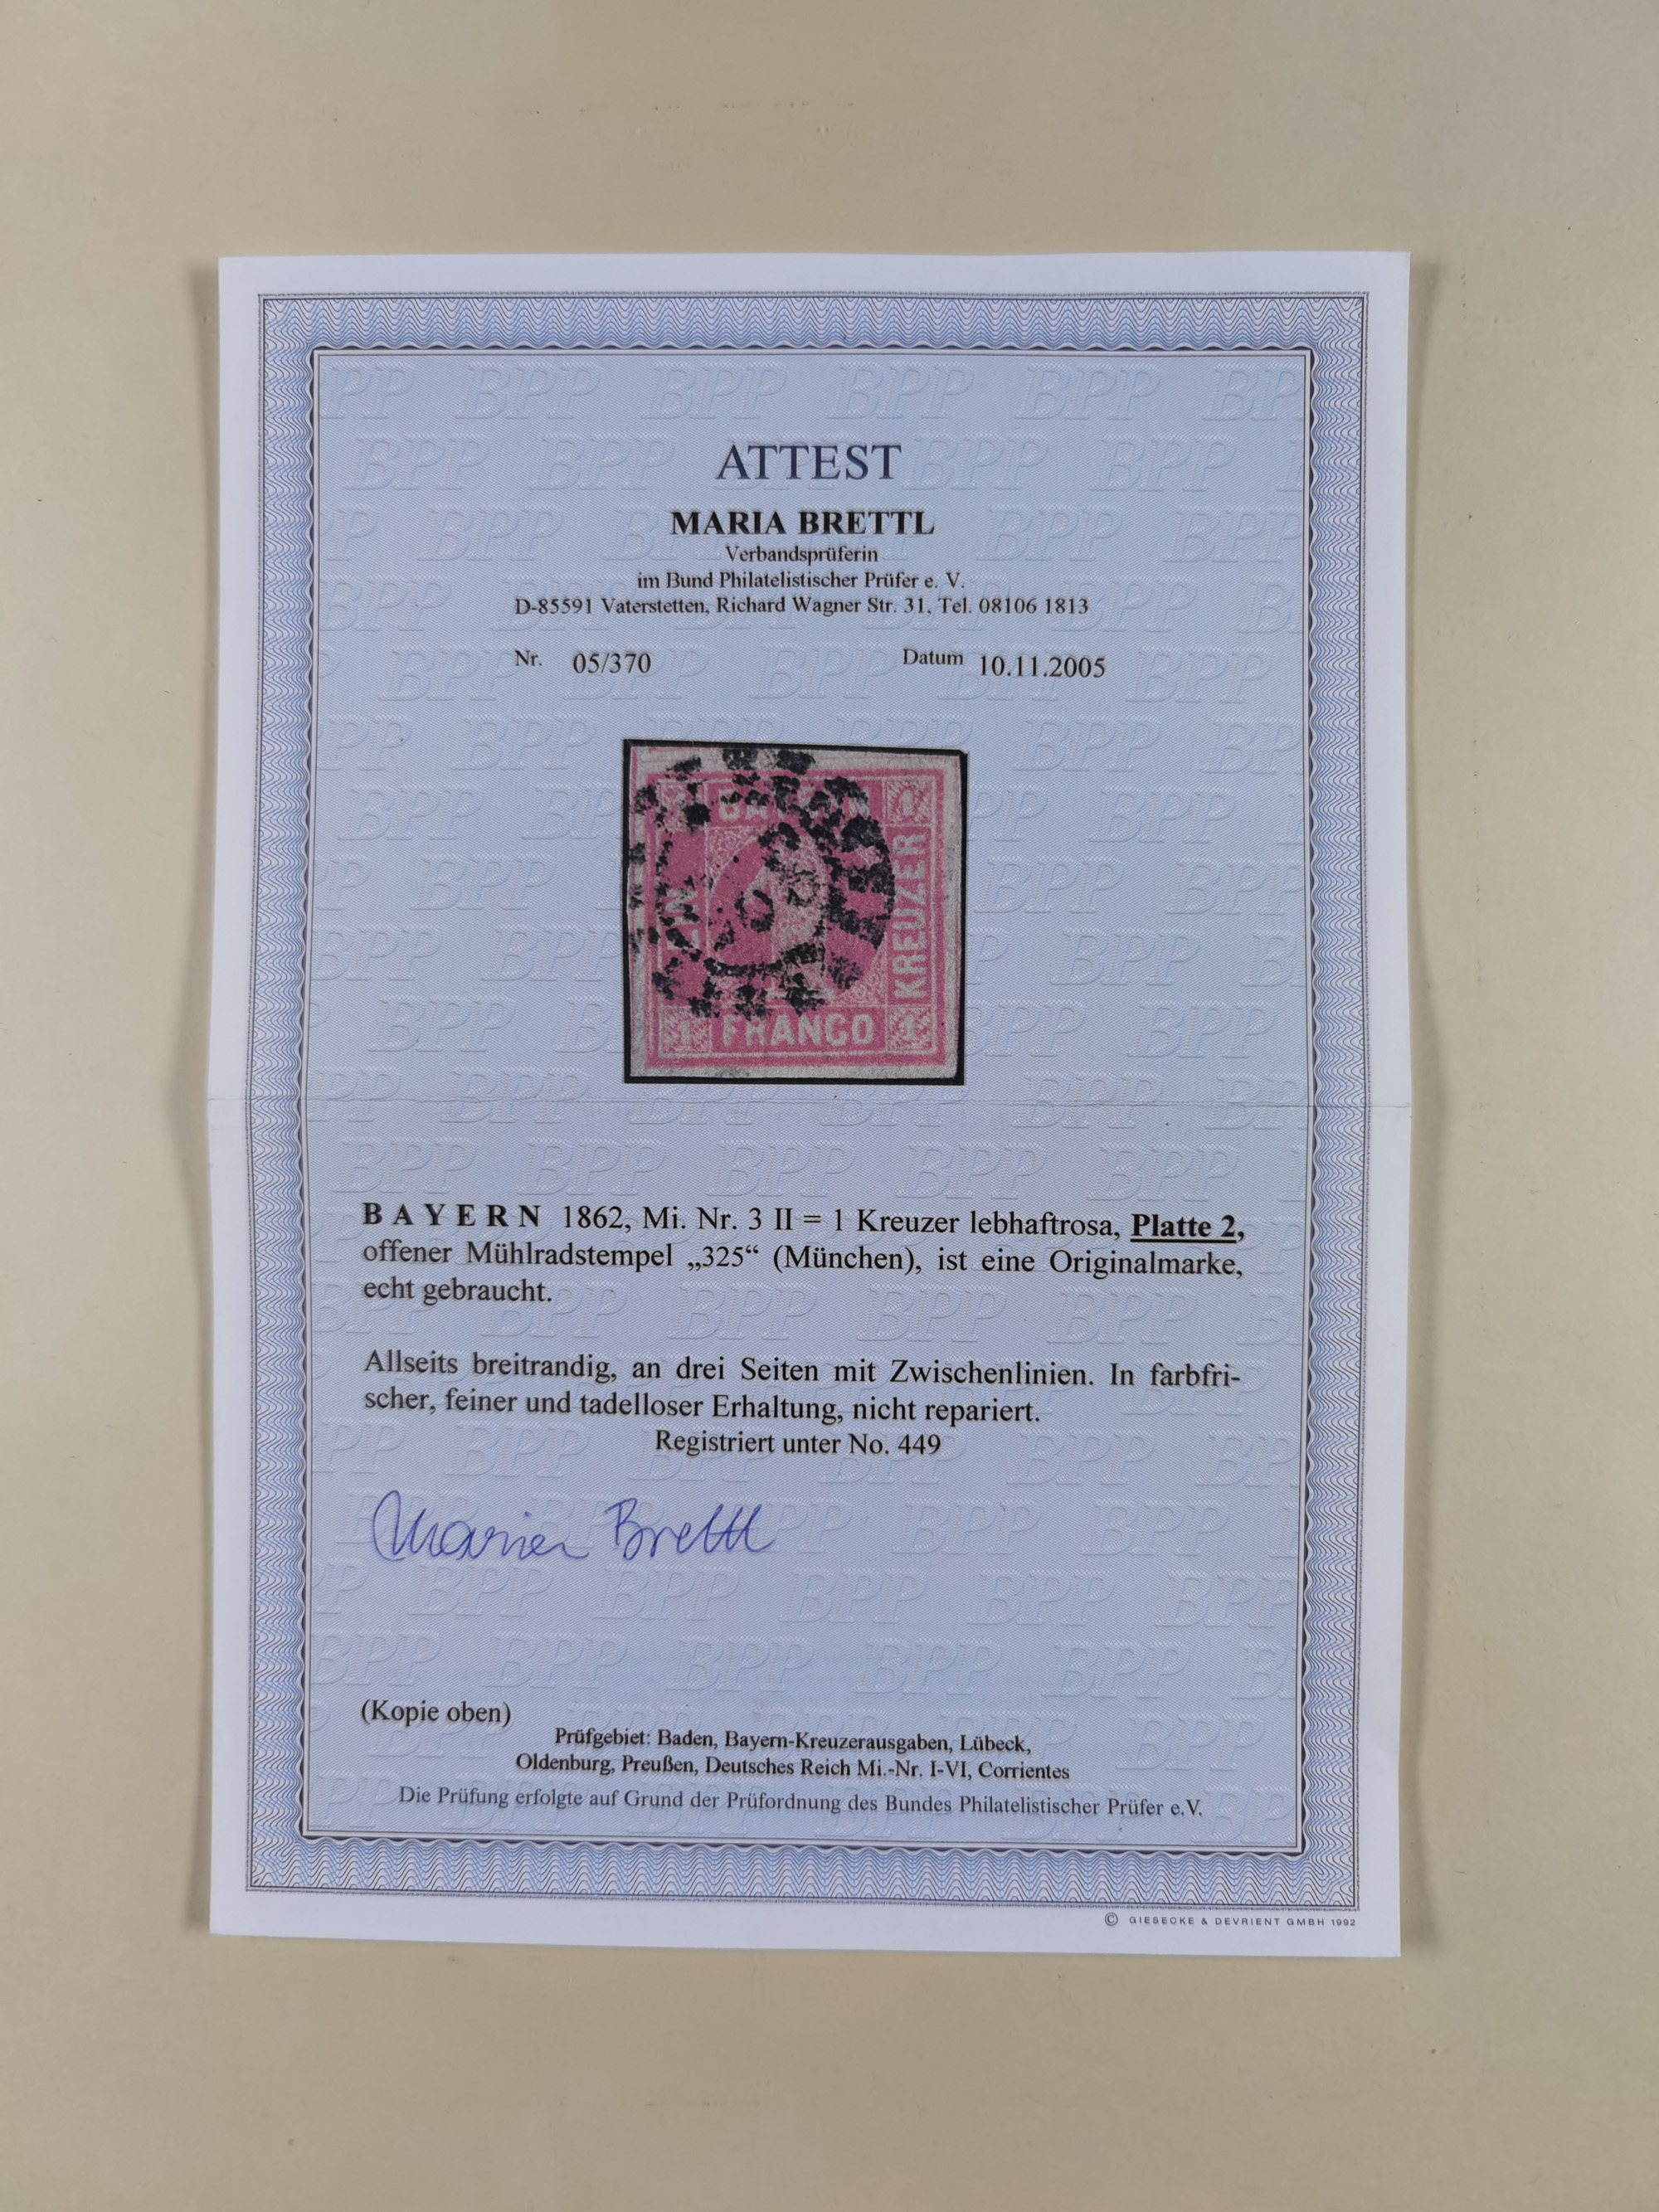 ATTEST
MARIA BRETTL
Verbandsprüferin
im Bund Philatelistischer Prüfer e. V.
D-85591 Vaterstetten, Richard Wagner Str. 31, Tel. 08106 1813
Nr. 05/370 Datum 10.11.2005
1
KREUZER
1 FRANCO 1
BAYERN 1862, Mi. Nr. 3 II = 1 Kreuzer lebhaftrosa, Platte 2,
offener Mühlradstempel „325“ (München), ist eine Originalmarke,
echt gebraucht.
Allseits breitrandig, an drei Seiten mit Zwischenlinien. In farbfri-
scher, feiner und tadelloser Erhaltung, nicht repariert.
Registriert unter No. 449
Maria Brettl
(Kopie oben)
Prüfgebiet: Baden, Bayern-Kreuzerausgaben, Lübeck,
Oldenburg, Preußen, Deutsches Reich Mi.-Nr. I-VI, Corrientes
Die Prüfung erfolgte auf Grund der Prüfordnung des Bundes Philatelistischer Prüfer e.V.
© GIESECKE & DEVRIENT GMBH 1992